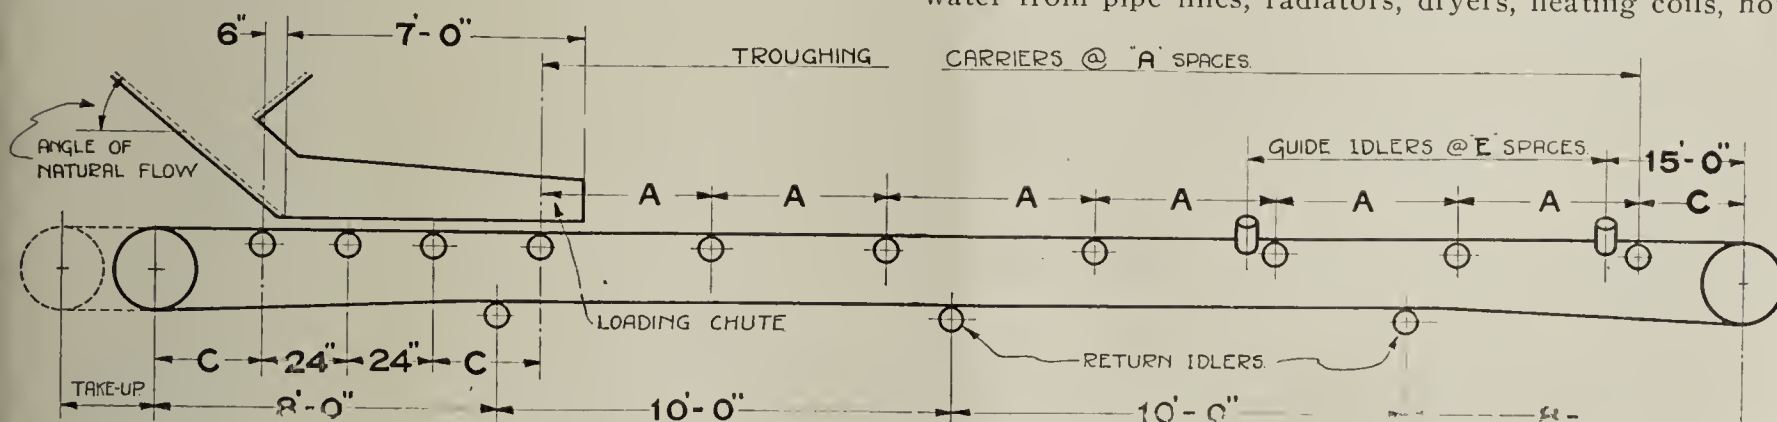 water from pipe lines, radiators, dryers, heating coils,
6" 7'-0"
TROUGHING CARRIERS @ "A" SPACES.
ANGLE OF
NATURAL FLOW
GUIDE IDLERS @ "E" SPACES.
15'-0"
A A A A A A C
LOADING CHUTE
RETURN IDLERS.
C 24" 24" C
TAKE-UP.
8'-0" 10'-0" 10'-0"